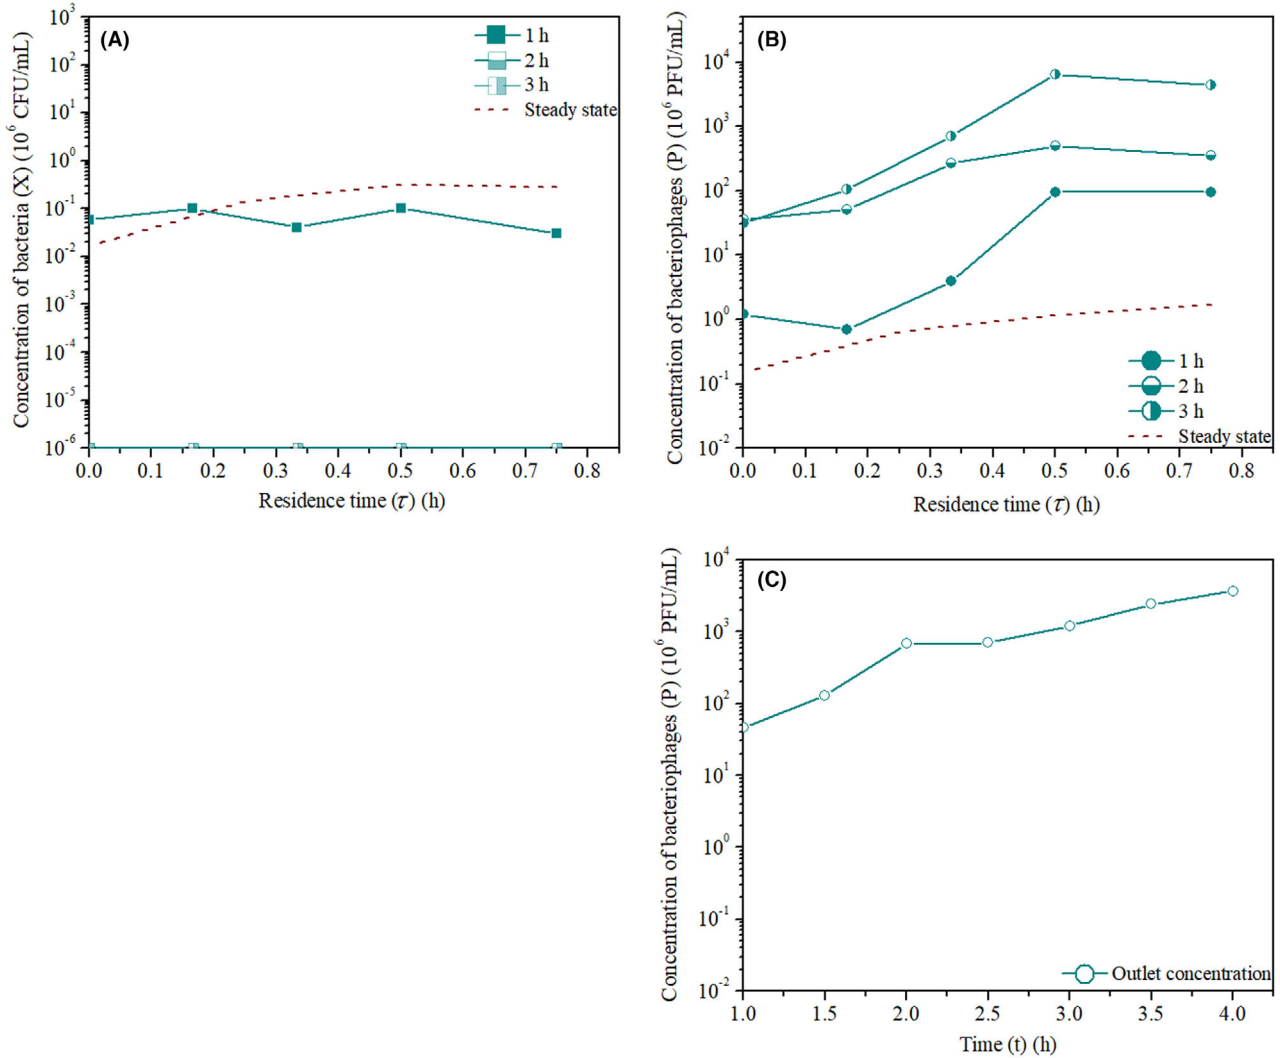 (A)
1 h
2 h
3 h
Steady state
Concentration of bacteria (X) (10⁶ CFU/mL)
10³
10²
10¹
10⁰
10⁻¹
10⁻²
10⁻³
10⁻⁴
10⁻⁵
10⁻⁶
0.0 0.1 0.2 0.3 0.4 0.5 0.6 0.7 0.8
Residence time (τ) (h)
(B)
Concentration of bacteriophages (P) (10⁶ PFU/mL)
10⁴
10³
10²
10¹
10⁰
10⁻¹
10⁻²
1 h
2 h
3 h
Steady state
0.0 0.1 0.2 0.3 0.4 0.5 0.6 0.7 0.8
Residence time (τ) (h)
(C)
Concentration of bacteriophages (P) (10⁶ PFU/mL)
10⁴
10³
10²
10¹
10⁰
10⁻¹
10⁻²
Outlet concentration
1.0 1.5 2.0 2.5 3.0 3.5 4.0
Time (t) (h)